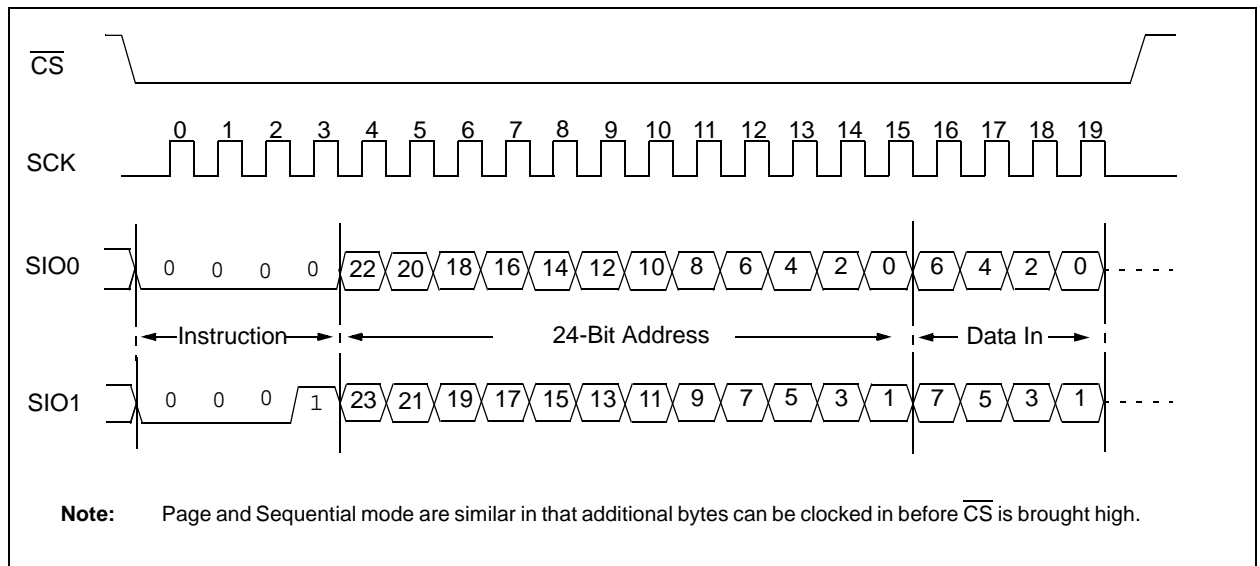 CS
0 1 2 3 4 5 6 7 8 9 10 11 12 13 14 15 16 17 18 19
SCK
SIO0 0 0 0 0 22 20 18 16 14 12 10 8 6 4 2 0 6 4 2 0
Instruction 24-Bit Address Data In
SIO1 0 0 0 1 23 21 19 17 15 13 11 9 7 5 3 1 7 5 3 1
Note: Page and Sequential mode are similar in that additional bytes can be clocked in before CS is brought high.